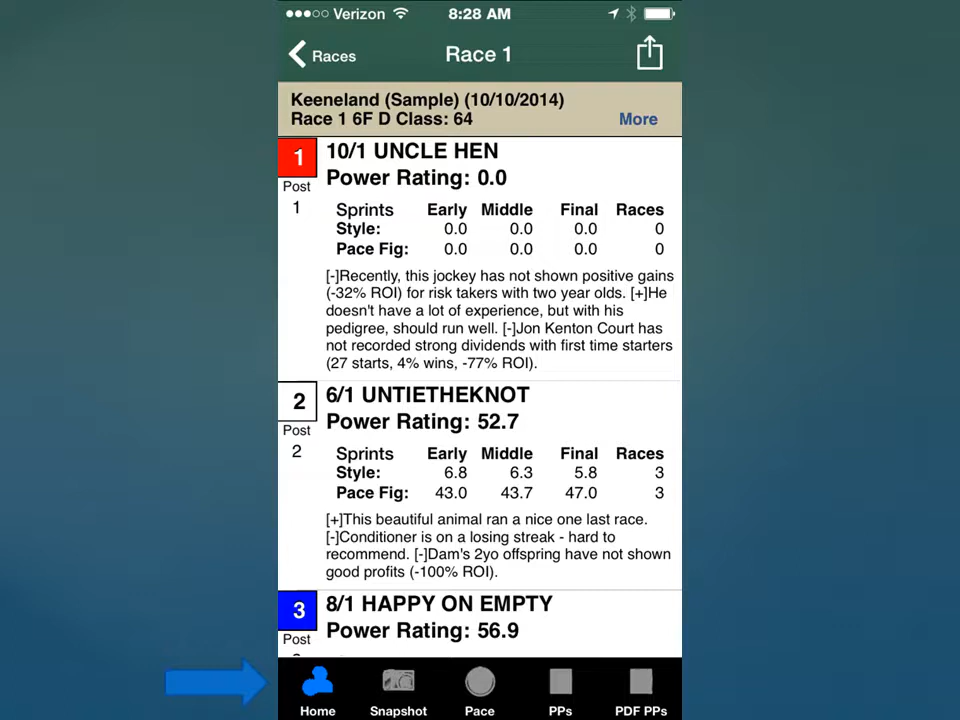 Verizon 8:28 AM
Races Race 1
Keeneland (Sample) (10/10/2014)
Race 1 6F D Class: 64 More
1 10/1 UNCLE HEN
Power Rating: 0.0
Post
1 Sprints Early Middle Final Races
Style: 0.0 0.0 0.0 0
Pace Fig: 0.0 0.0 0.0 0
[-]Recently, this jockey has not shown positive gains
(-32% ROI) for risk takers with two year olds. [+]He
doesn't have a lot of experience, but with his
pedigree, should run well. [-]Jon Kenton Court has
not recorded strong dividends with first time starters
(27 starts, 4% wins, -77% ROI).
2 6/1 UNTIETHEKNOT
Power Rating: 52.7
Post
2 Sprints Early Middle Final Races
Style: 6.8 6.3 5.8 3
Pace Fig: 43.0 43.7 47.0 3
[+]This beautiful animal ran a nice one last race.
[-]Conditioner is on a losing streak - hard to
recommend. [-]Dam's 2yo offspring have not shown
good profits (-100% ROI).
3 8/1 HAPPY ON EMPTY
Power Rating: 56.9
Post
Home Snapshot Pace PPs PDF PPs